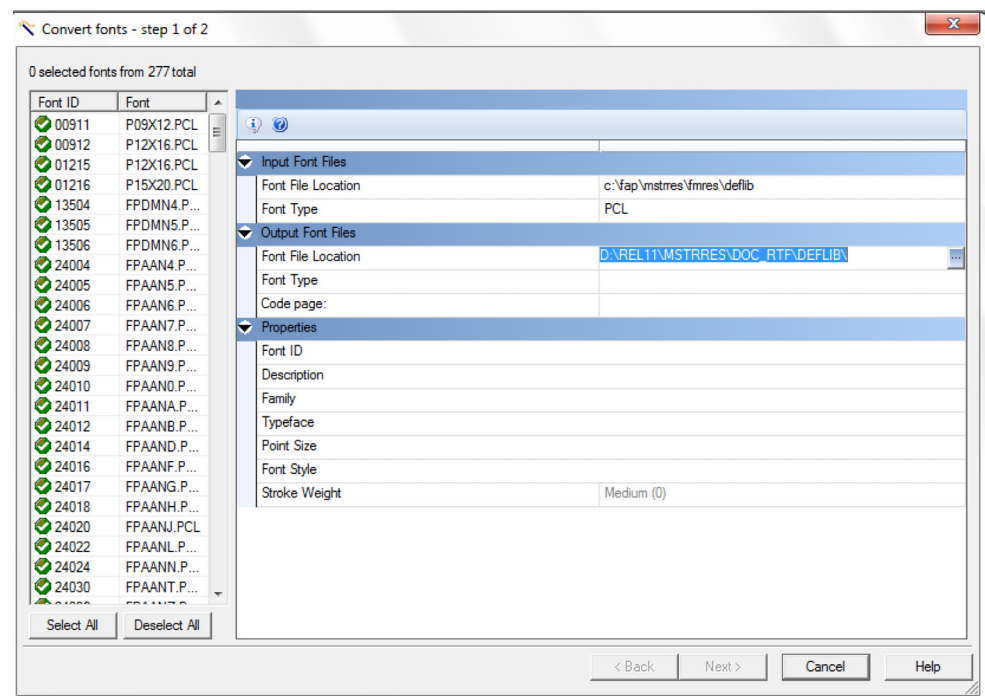 Convert fonts - step 1 of 2
0 selected fonts from 277 total
Font ID Font
00911 P09X12.PCL
00912 P12X16.PCL
01215 P12X16.PCL
01216 P15X20.PCL
13504 FPDMN4.P...
13505 FPDMN5.P...
13506 FPDMN6.P...
24004 FPAAN4.P...
24005 FPAAN5.P...
24006 FPAAN6.P...
24007 FPAAN7.P...
24008 FPAAN8.P...
24009 FPAAN9.P...
24010 FPAAN0.P...
24011 FPAANA.P...
24012 FPAANB.P...
24014 FPAAND.P...
24016 FPAANF.P...
24017 FPAANG.P...
24018 FPAANH.P...
24020 FPAANJ.PCL
24022 FPAANL.P...
24024 FPAANN.P...
24030 FPAANT.P...
Select All Deselect All
Input Font Files
Font File Location c:\fap\mstrres\fmres\deflib
Font Type PCL
Output Font Files
Font File Location D:\REL11\MSTRRES\DOC_RTF\DEFLIB\ ...
Font Type
Code page:
Properties
Font ID
Description
Family
Typeface
Point Size
Font Style
Stroke Weight Medium (0)
< Back Next > Cancel Help